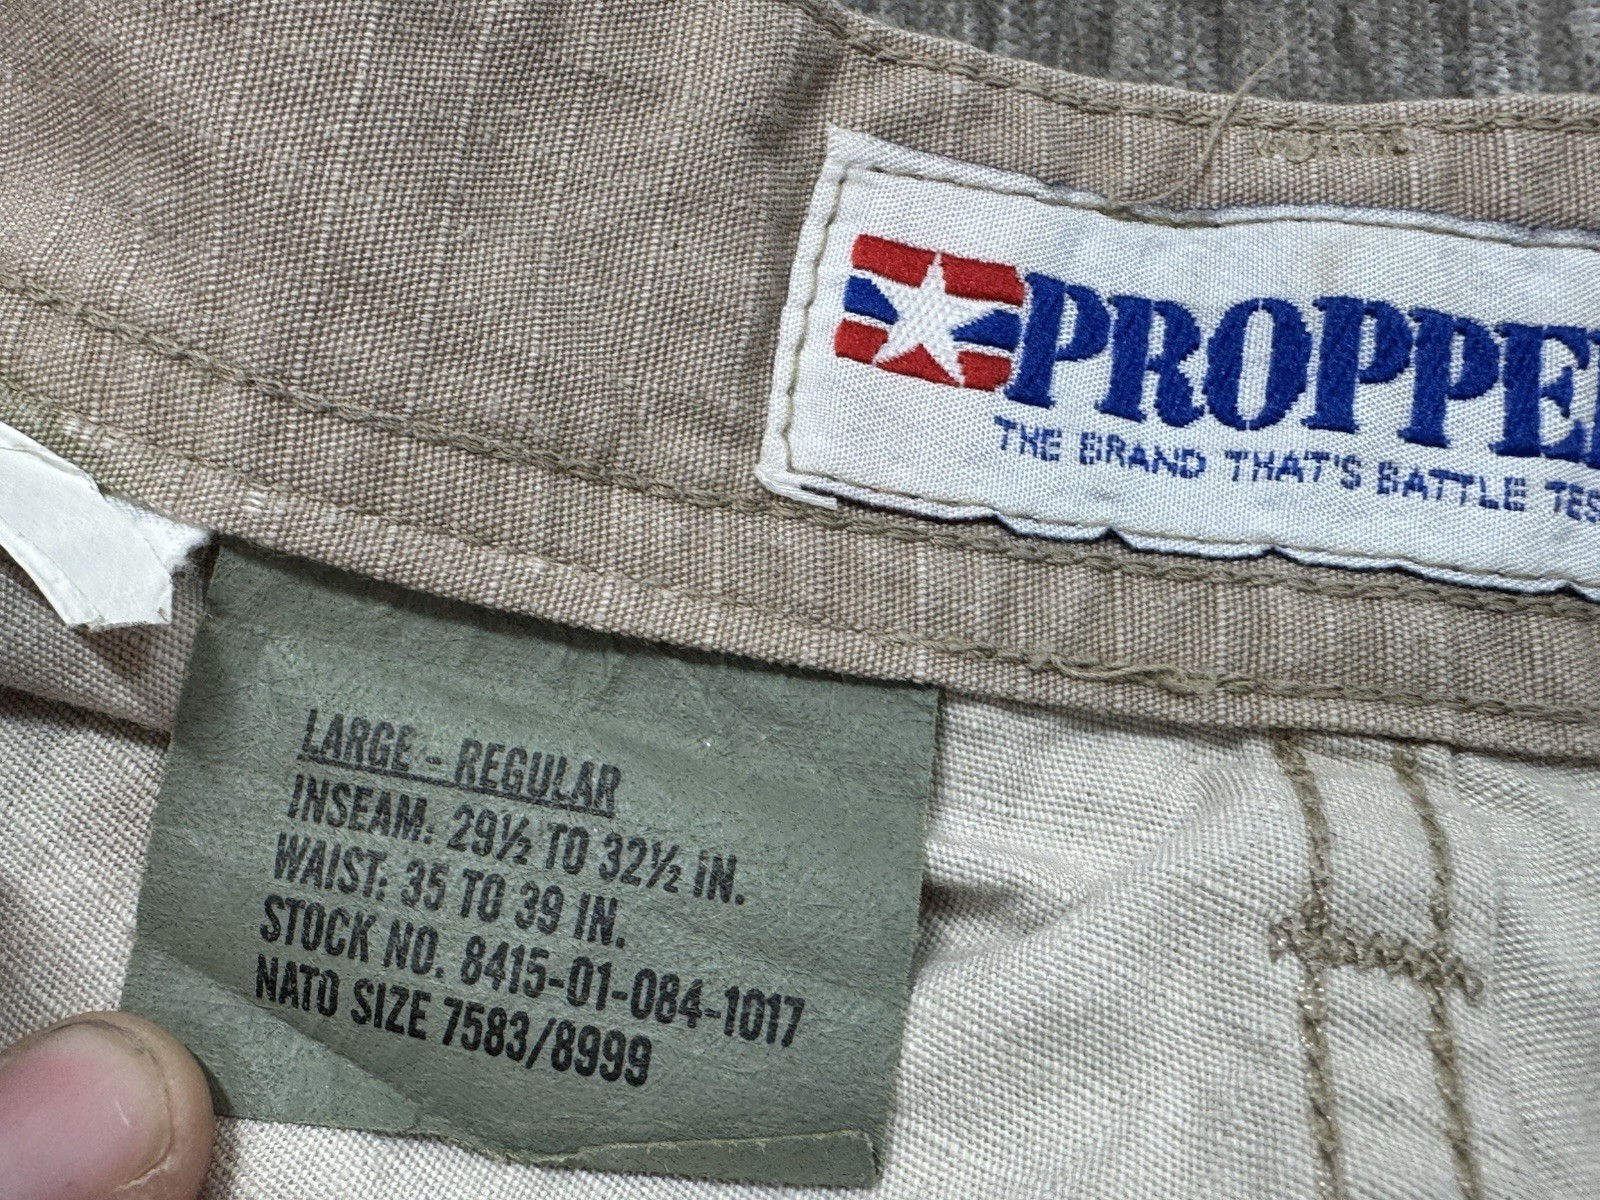 PROPPE
THE BRAND THAT'S BATTLE TES
LARGE - REGULAR
INSEAM: 29½ TO 32½ IN.
WAIST: 35 TO 39 IN.
STOCK NO. 8415-01-084-1017
NATO SIZE 7583/8999